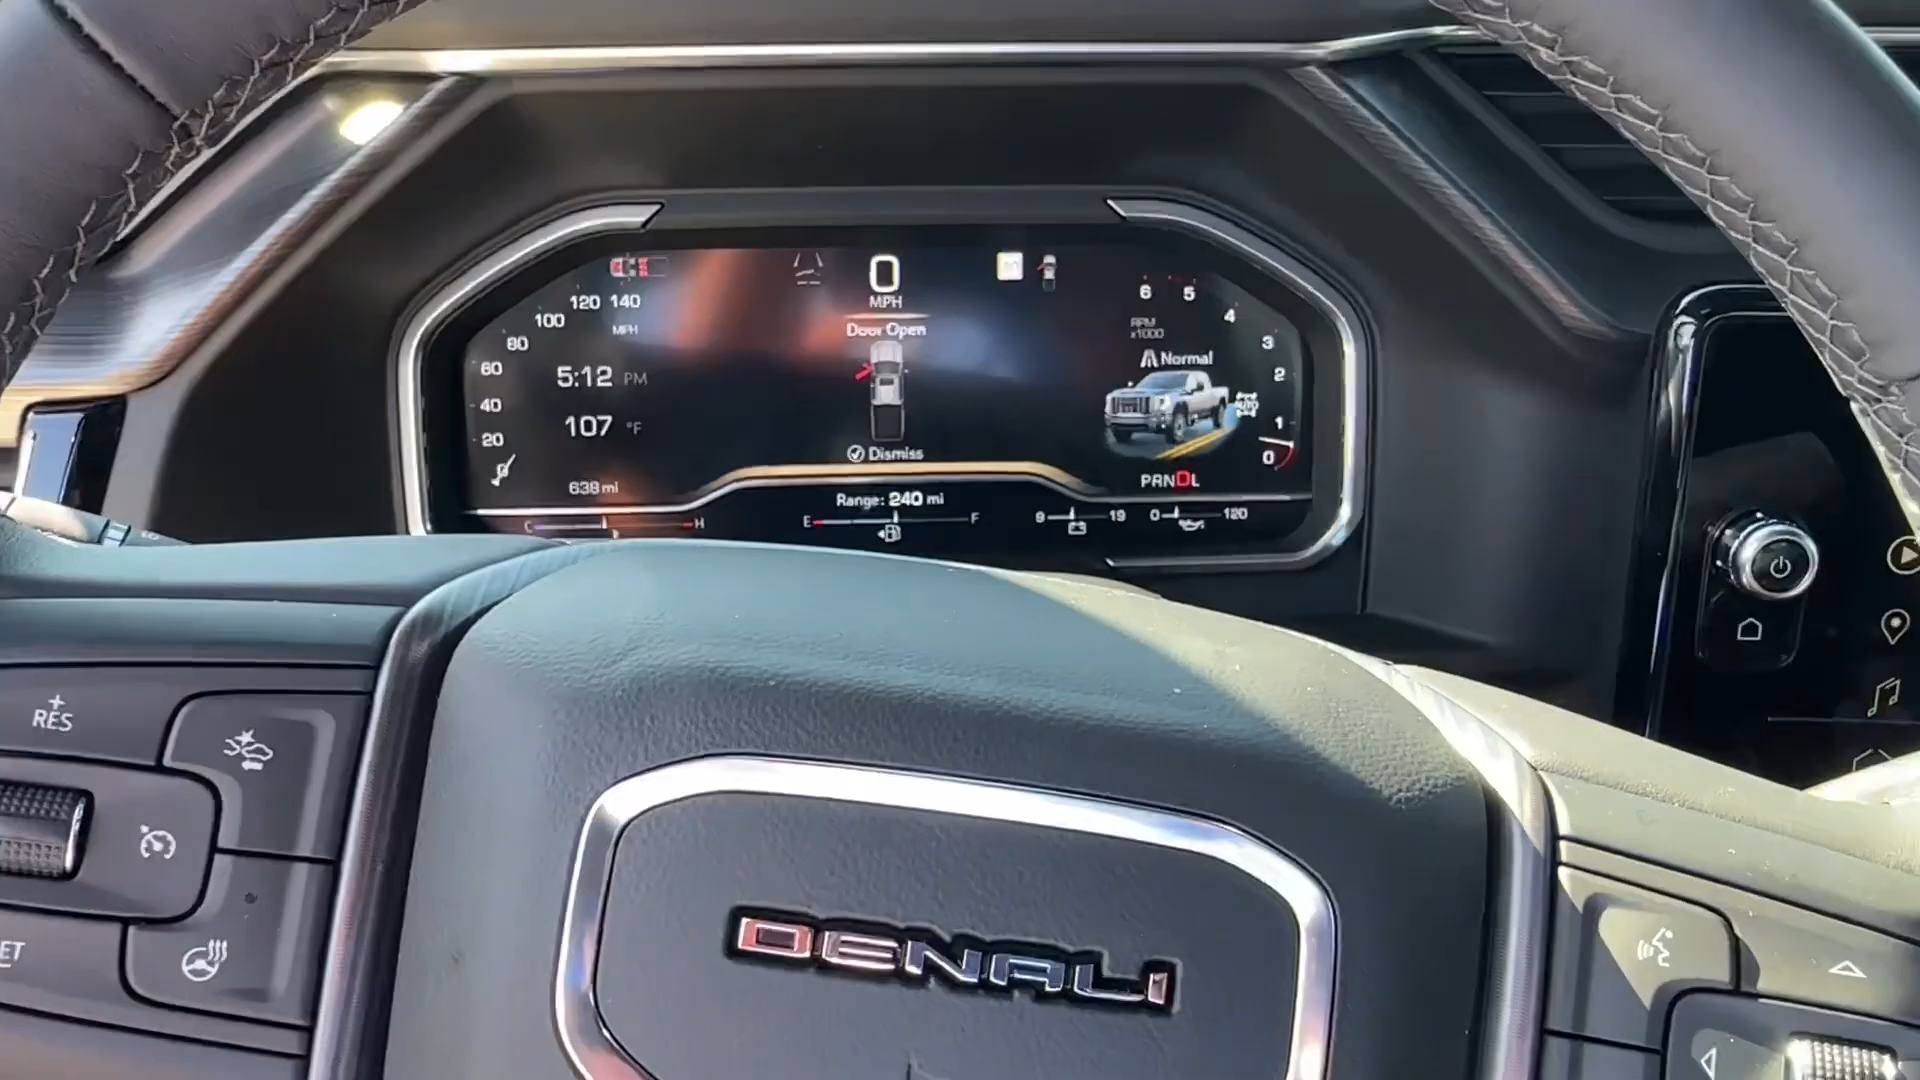 0
MPH
Door Open
Dismiss
120 140
100
MPH
80
60
40
20
5:12 PM
107 °F
638 mi
C H
Range: 240 mi
E F
6 5
4
3
2
1
0
RPM
x1000
Normal
AUTO
PRNDL
9 19
0 120
+
RES
ET
DENALI